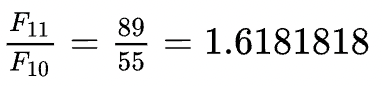 F₁₁/F₁₀ = 89/55 = 1.6181818